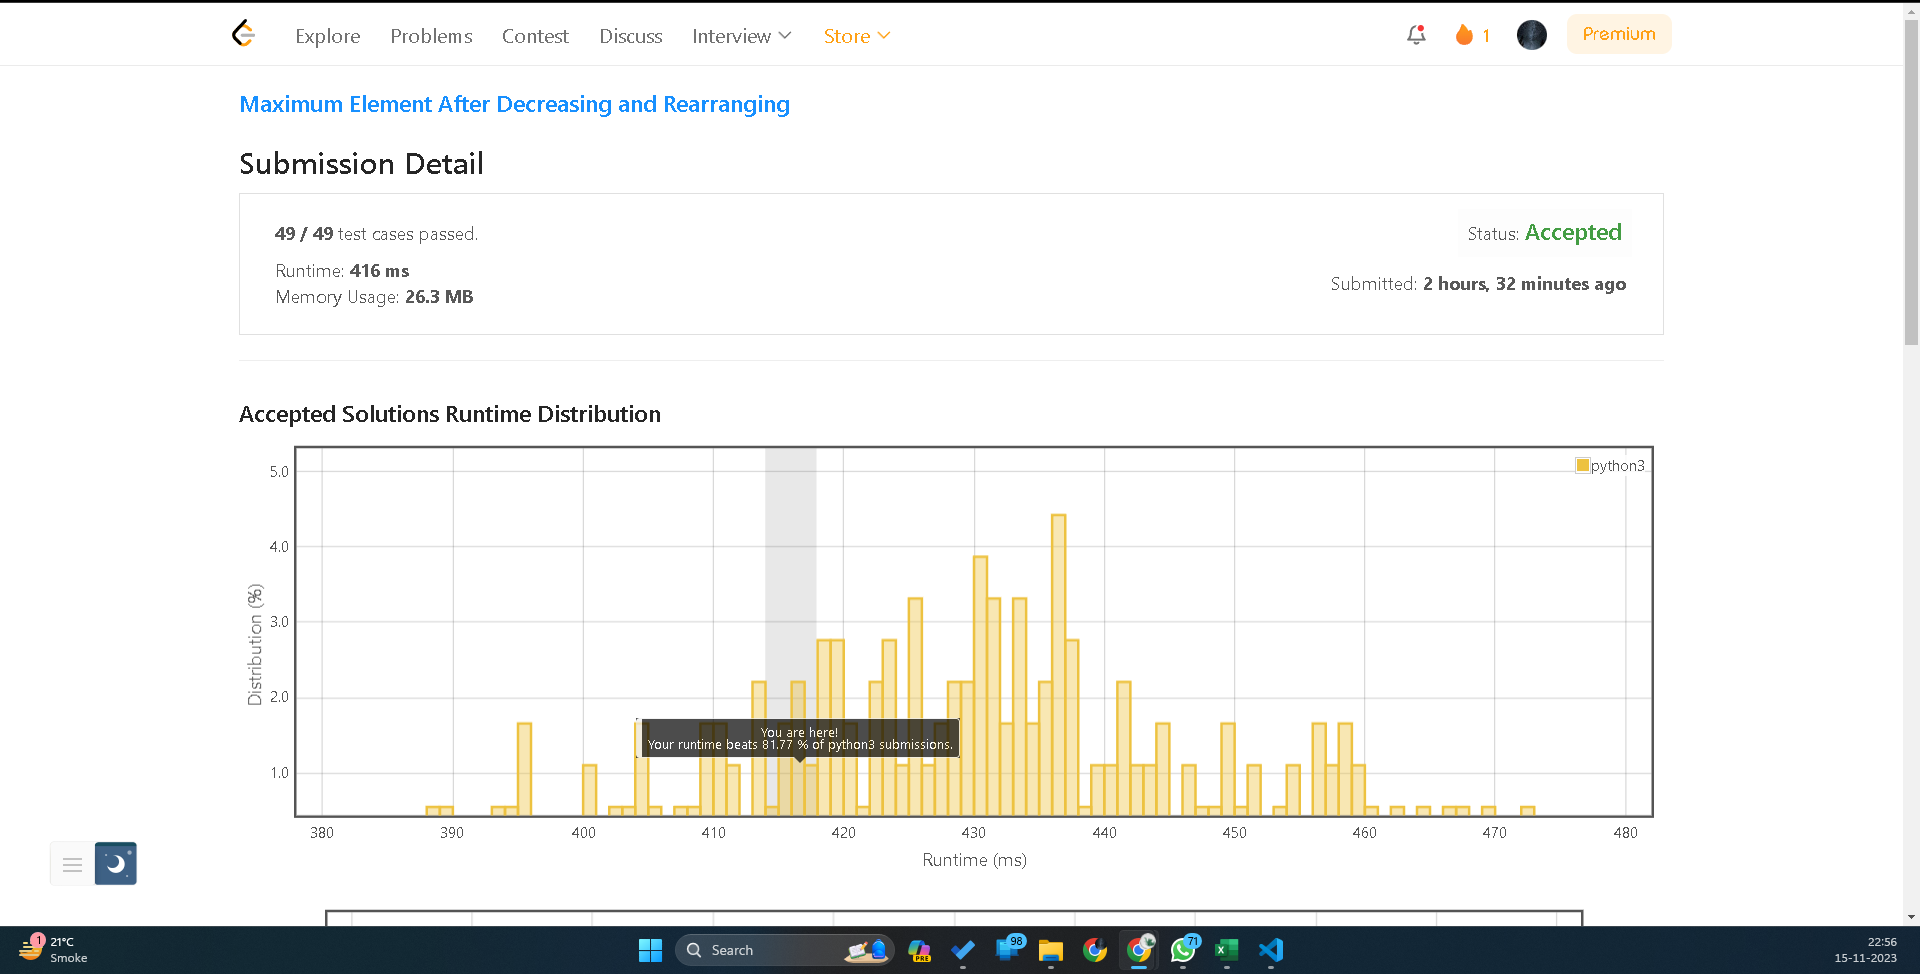 Explore Problems Contest Discuss Interview Store 1 Premium
Maximum Element After Decreasing and Rearranging
Submission Detail
49 / 49 test cases passed.
Status: Accepted
Runtime: 416 ms
Submitted: 2 hours, 32 minutes ago
Memory Usage: 26.3 MB
Accepted Solutions Runtime Distribution
python3
5.0
4.0
3.0
2.0
1.0
Distribution (%)
You are here!
Your runtime beats 81.77 % of python3 submissions.
380 390 400 410 420 430 440 450 460 470 480
Runtime (ms)
1
21°C
Smoke
Search
PRE
98
71
22:56
15-11-2023